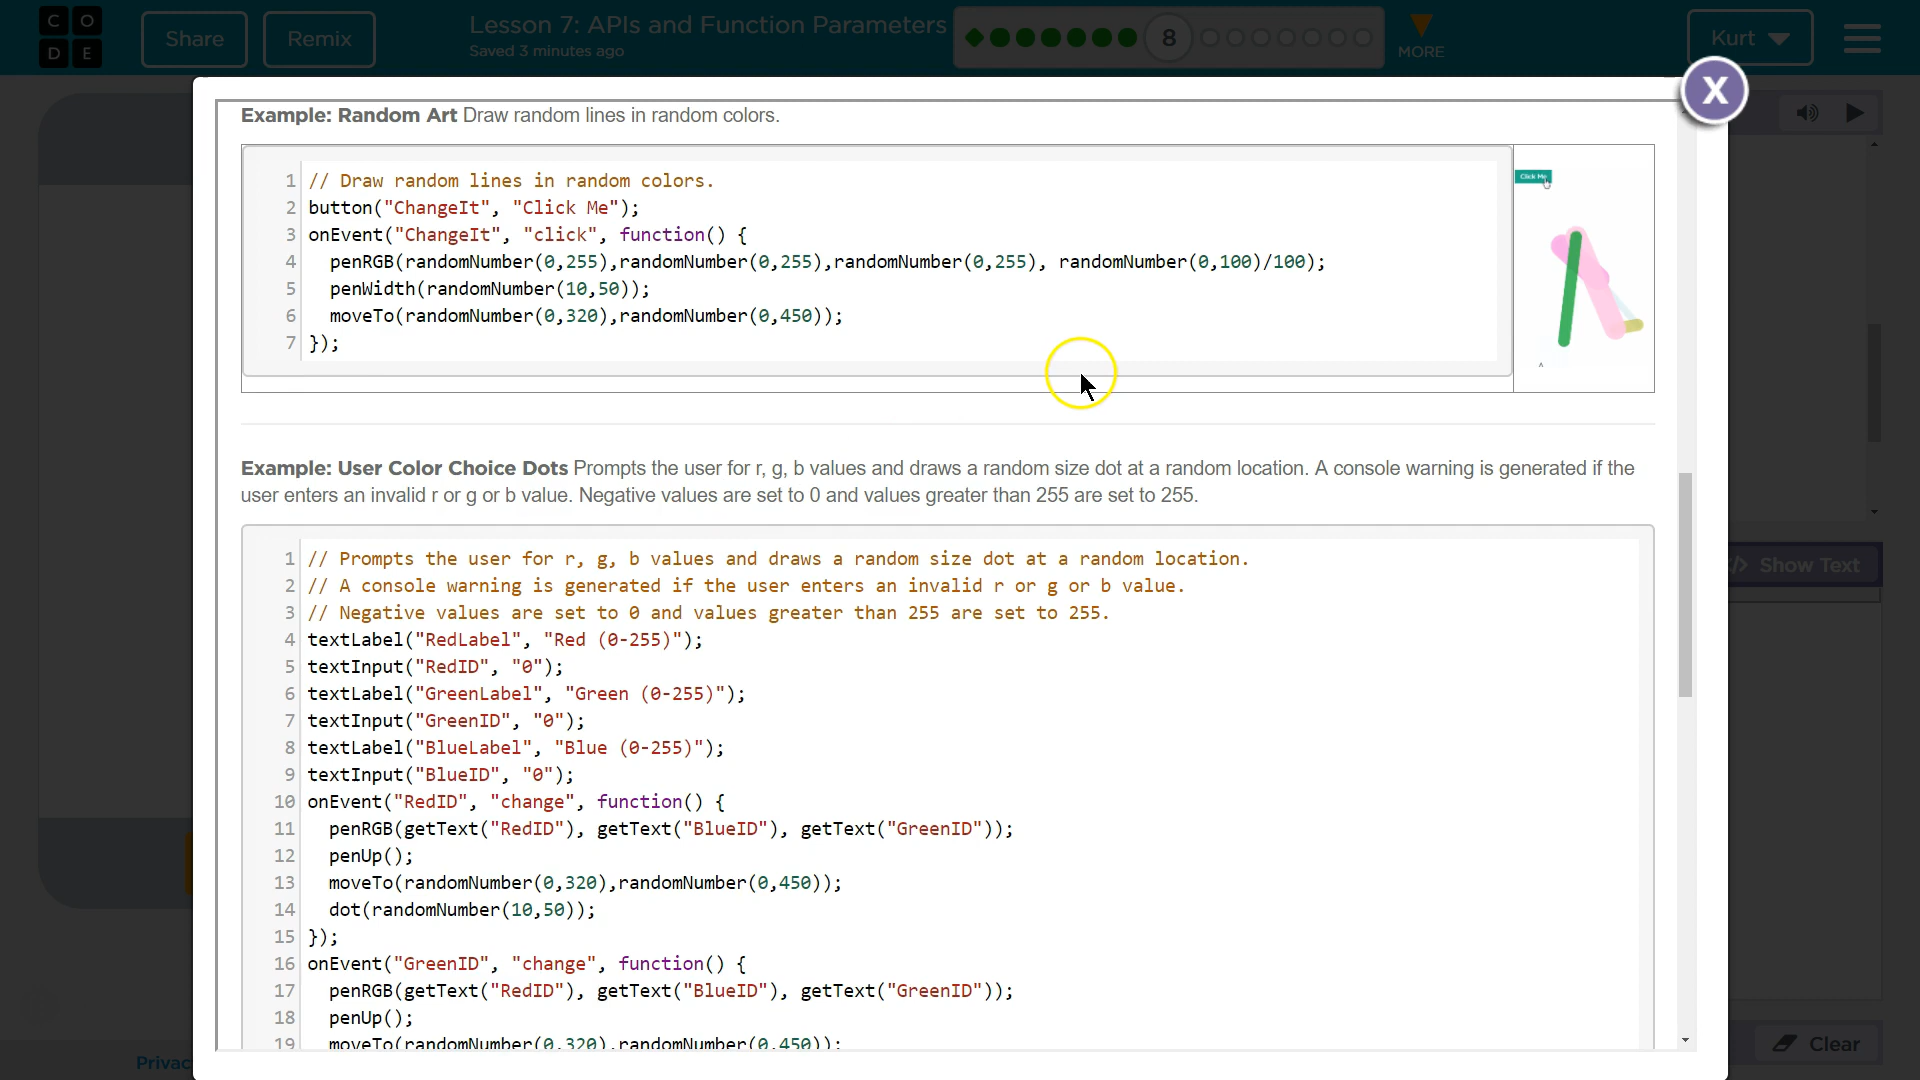 C O
D E
Share
Remix
Lesson 7: APIs and Function Parameters
Saved 3 minutes ago
8
MORE
Kurt
X
Example: Random Art Draw random lines in random colors.
1 // Draw random lines in random colors.
2 button("ChangeIt", "Click Me");
3 onEvent("ChangeIt", "click", function() {
4 penRGB(randomNumber(0,255),randomNumber(0,255),randomNumber(0,255), randomNumber(0,100)/100);
5 penWidth(randomNumber(10,50));
6 moveTo(randomNumber(0,320),randomNumber(0,450));
7 });
Click Me
Example: User Color Choice Dots Prompts the user for r, g, b values and draws a random size dot at a random location. A console warning is generated if the
user enters an invalid r or g or b value. Negative values are set to 0 and values greater than 255 are set to 255.
1 // Prompts the user for r, g, b values and draws a random size dot at a random location.
2 // A console warning is generated if the user enters an invalid r or g or b value.
3 // Negative values are set to 0 and values greater than 255 are set to 255.
4 textLabel("RedLabel", "Red (0-255)");
5 textInput("RedID", "0");
6 textLabel("GreenLabel", "Green (0-255)");
7 textInput("GreenID", "0");
8 textLabel("BlueLabel", "Blue (0-255)");
9 textInput("BlueID", "0");
10 onEvent("RedID", "change", function() {
11 penRGB(getText("RedID"), getText("BlueID"), getText("GreenID"));
12 penUp();
13 moveTo(randomNumber(0,320),randomNumber(0,450));
14 dot(randomNumber(10,50));
15 });
16 onEvent("GreenID", "change", function() {
17 penRGB(getText("RedID"), getText("BlueID"), getText("GreenID"));
18 penUp();
19 moveTo(randomNumber(0,320),randomNumber(0,450));
Show Text
Clear
Privac